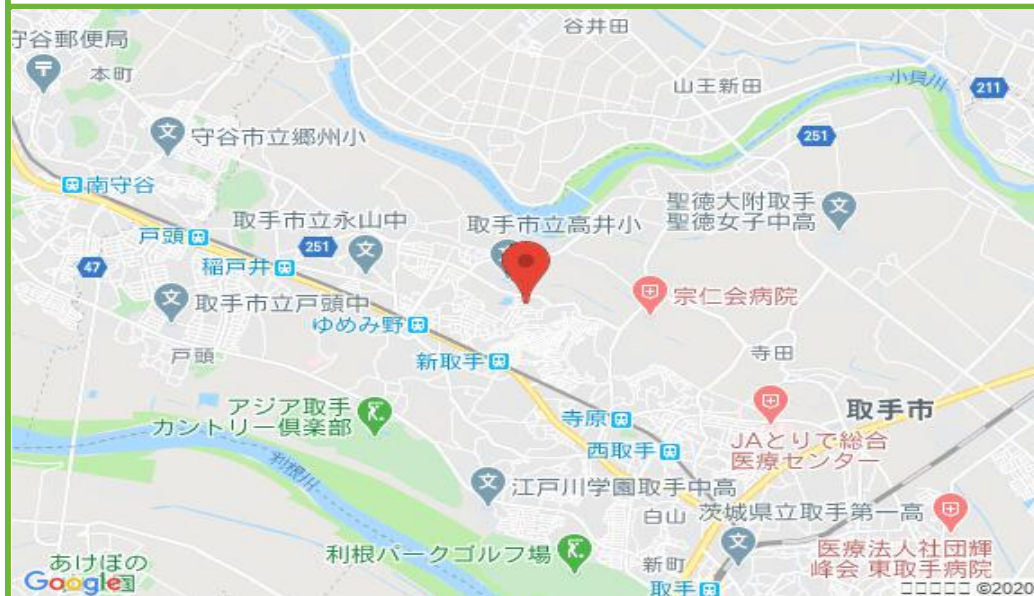 谷井田
守谷郵便局
本町
山王新田
小貝川
211
251
守谷市立郷州小
南守谷
聖徳大附取手
聖徳女子中高
取手市立永山中
取手市立高井小
戸頭
251
稲戸井
47
宗仁会病院
取手市立戸頭中
ゆめみ野
戸頭
新取手
寺田
アジア取手
カントリー倶楽部
寺原
取手市
西取手
JAとりで総合
医療センター
利根川
江戸川学園取手中高
白山
茨城県立取手第一高
利根パークゴルフ場
新町
医療法人社団輝
峰会 東取手病院
あけぼの
Google
取手
©2020